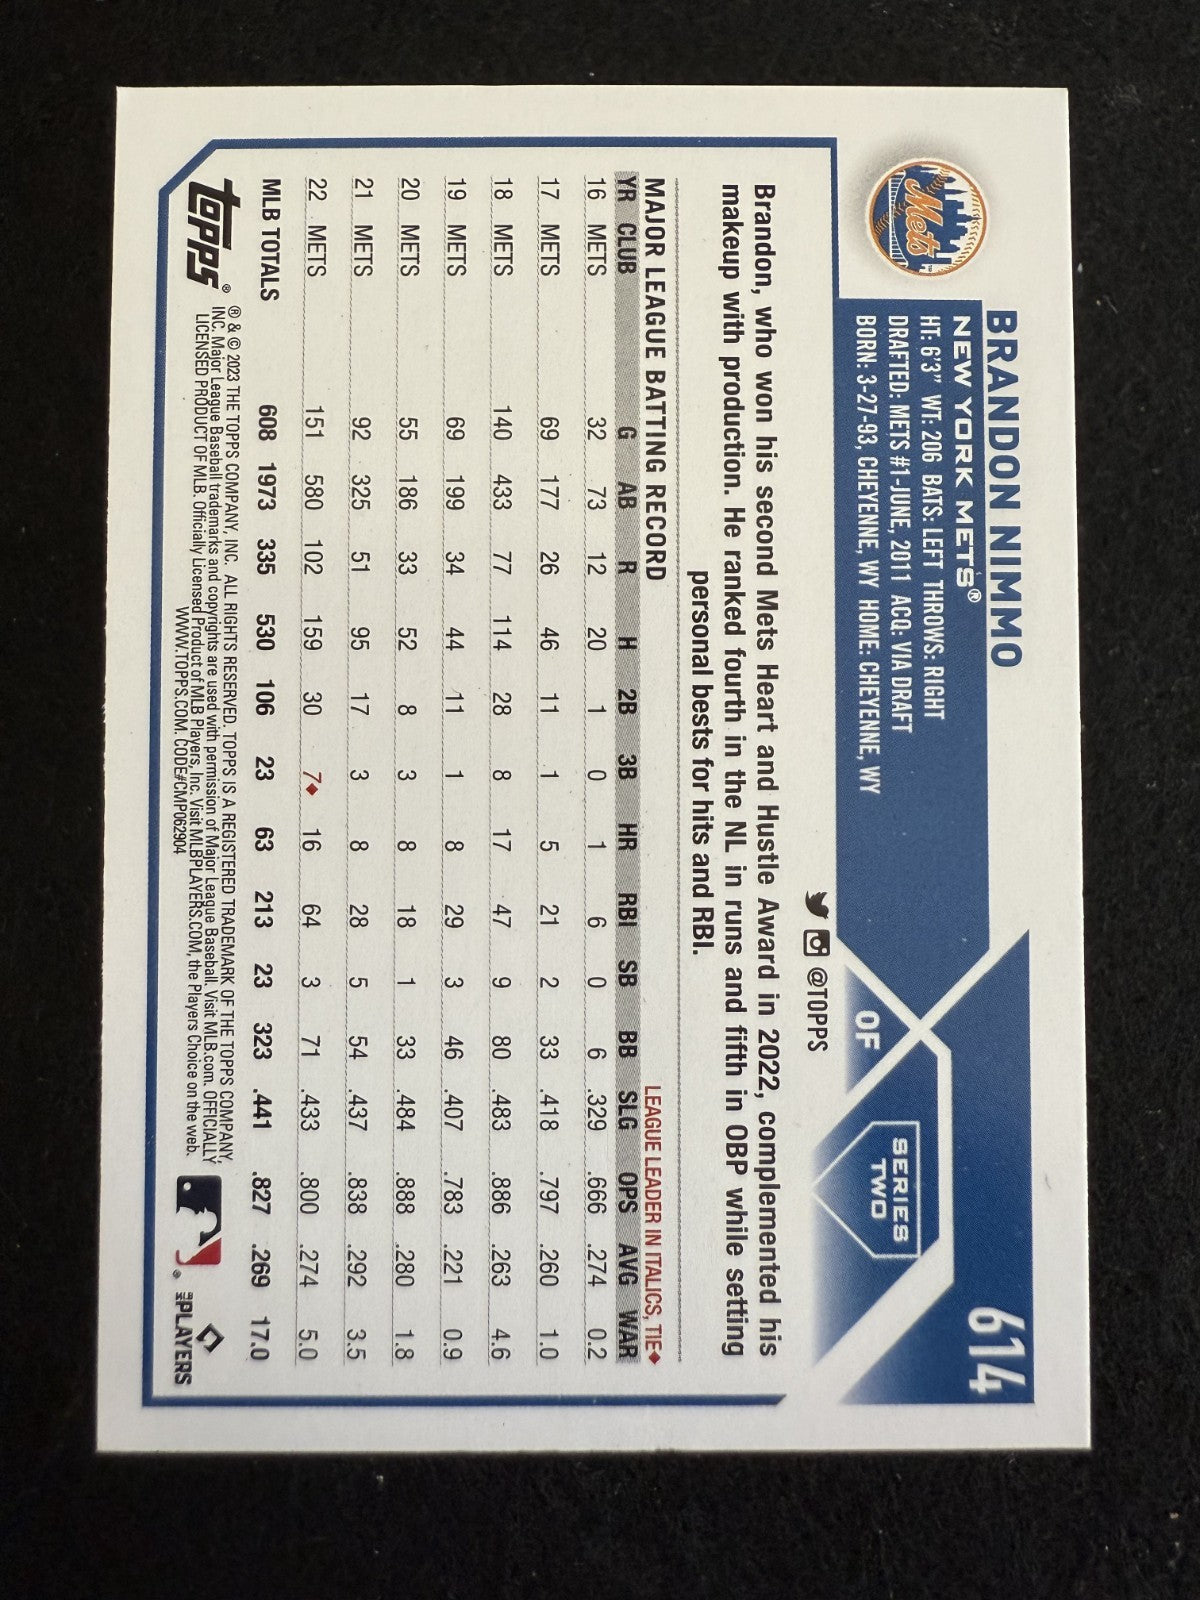 614
BRANDON NIMMO
NEW YORK METS®
HT: 6'3" WT: 206 BATS: LEFT THROWS: RIGHT
DRAFTED: METS #1-JUNE, 2011 ACQ: VIA DRAFT
BORN: 3-27-93, CHEYENNE, WY HOME: CHEYENNE, WY
Mets
SERIES
TWO
OF
@TOPPS
Brandon, who won his second Mets Heart and Hustle Award in 2022, complemented his
makeup with production. He ranked fourth in the NL in runs and fifth in OBP while setting
personal bests for hits and RBI.
MAJOR LEAGUE BATTING RECORD LEAGUE LEADER IN ITALICS, TIE♦
YR CLUB G AB R H 2B 3B HR RBI SB BB SLG OPS AVG WAR
16 METS 32 73 12 20 1 0 1 6 0 6 .329 .666 .274 0.2
17 METS 69 177 26 46 11 1 5 21 2 33 .418 .797 .260 1.0
18 METS 140 433 77 114 28 8 17 47 9 80 .483 .886 .263 4.6
19 METS 69 199 34 44 11 1 8 29 3 46 .407 .783 .221 0.9
20 METS 55 186 33 52 8 3 8 18 1 33 .484 .888 .280 1.8
21 METS 92 325 51 95 17 3 8 28 5 54 .437 .838 .292 3.5
22 METS 151 580 102 159 30 7♦ 16 64 3 71 .433 .800 .274 5.0
MLB TOTALS 608 1973 335 530 106 23 63 213 23 323 .441 .827 .269 17.0
topps®
® & © 2023 THE TOPPS COMPANY, INC. ALL RIGHTS RESERVED. TOPPS IS A REGISTERED TRADEMARK OF THE TOPPS COMPANY,
INC. Major League Baseball trademarks and copyrights are used with permission of Major League Baseball. Visit MLB.com. OFFICIALLY
LICENSED PRODUCT OF MLB. Officially Licensed Product of MLB Players, Inc. Visit MLBPLAYERS.COM, the Players Choice on the web.
WWW.TOPPS.COM. CODE#CMP062904
MLB PLAYERS